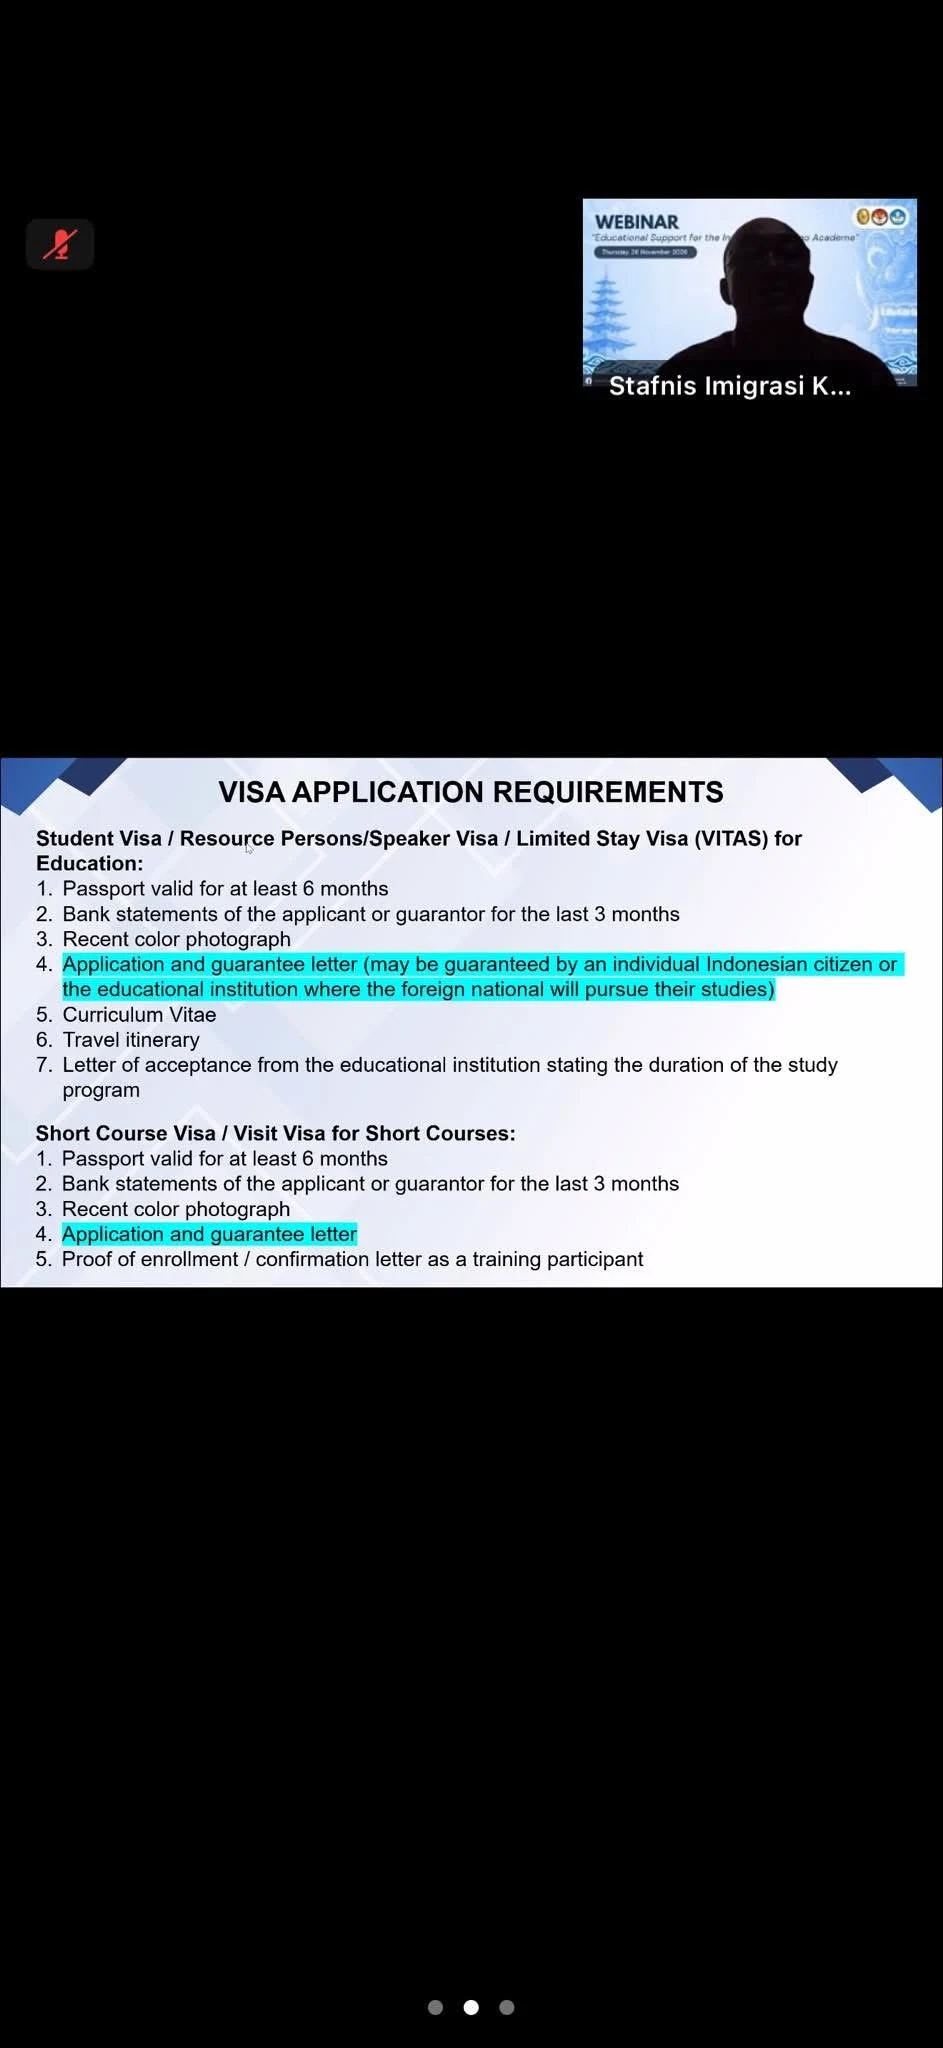 WEBINAR
"Educational Support for the In
o Academe"
Thursday 26 November 2026
Stafnis Imigrasi K...
VISA APPLICATION REQUIREMENTS
Student Visa / Resource Persons/Speaker Visa / Limited Stay Visa (VITAS) for
Education:
1. Passport valid for at least 6 months
2. Bank statements of the applicant or guarantor for the last 3 months
3. Recent color photograph
4. Application and guarantee letter (may be guaranteed by an individual Indonesian citizen or
the educational institution where the foreign national will pursue their studies)
5. Curriculum Vitae
6. Travel itinerary
7. Letter of acceptance from the educational institution stating the duration of the study
program
Short Course Visa / Visit Visa for Short Courses:
1. Passport valid for at least 6 months
2. Bank statements of the applicant or guarantor for the last 3 months
3. Recent color photograph
4. Application and guarantee letter
5. Proof of enrollment / confirmation letter as a training participant